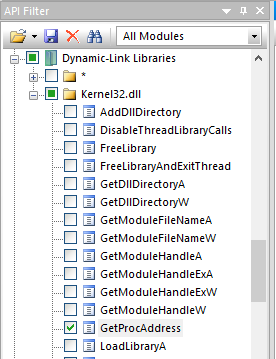 API Filter
All Modules
Dynamic-Link Libraries
*
Kernel32.dll
AddDllDirectory
DisableThreadLibraryCalls
FreeLibrary
FreeLibraryAndExitThread
GetDllDirectoryA
GetDllDirectoryW
GetModuleFileNameA
GetModuleFileNameW
GetModuleHandleA
GetModuleHandleExA
GetModuleHandleExW
GetModuleHandleW
GetProcAddress
LoadLibraryA